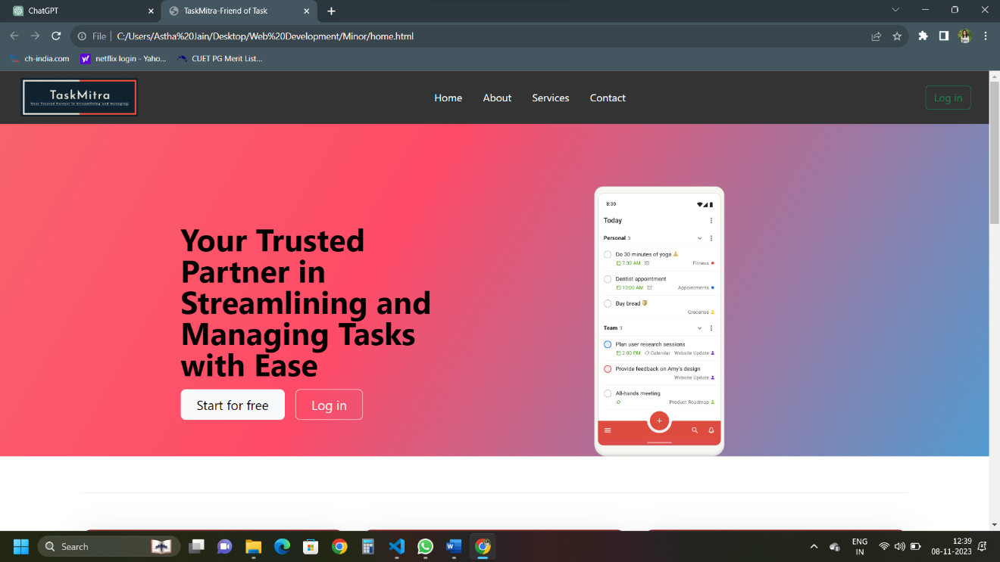 ChatGPT
TaskMitra-Friend of Task
File
C:/Users/Astha%20Jain/Desktop/Web%20Development/Minor/home.html
ch-india.com
y!
netflix login - Yaho...
CUET PG Merit List...
TaskMitra
Your Trusted Partner in Streamlining and Managing
Home
About
Services
Contact
Log in
Your Trusted
Partner in
Streamlining and
Managing Tasks
with Ease
Start for free
Log in
8:30
Today
Personal 3
Do 30 minutes of yoga
7:30 AM
Fitness
Dentist appointment
10:00 AM
Appointments
Buy bread
Groceries
Team 3
Plan user research sessions
2:00 PM Calendar Website Update
Provide feedback on Amy's design
Website Update
All-hands meeting
Product Roadmap
Search
ENG
IN
12:39
08-11-2023